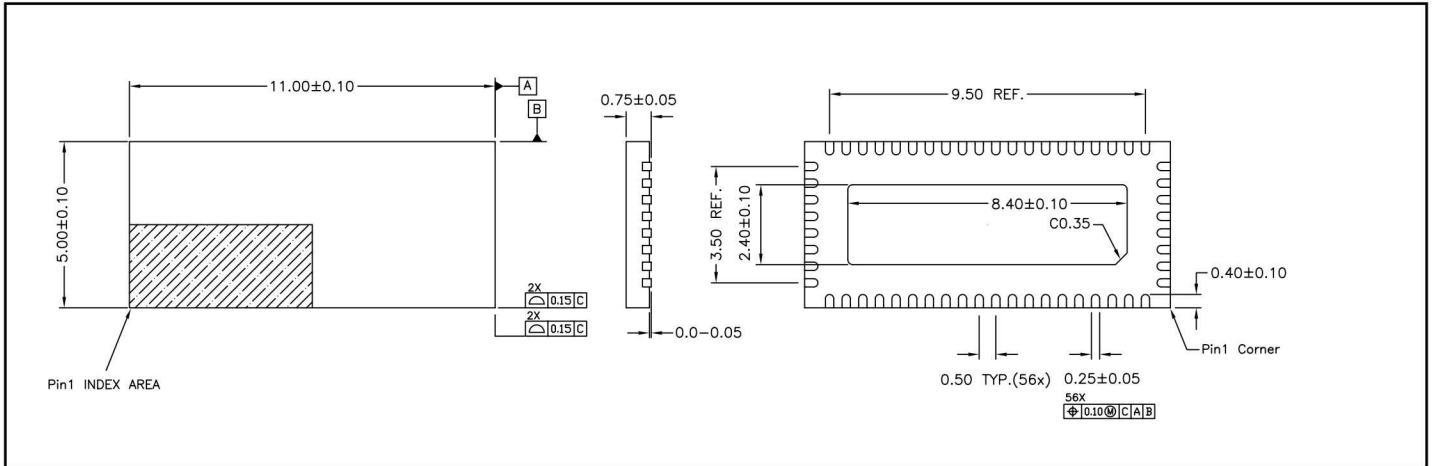 11.00±0.10
A
B
5.00±0.10
2X
0.15 C
2X
0.15 C
Pin1 INDEX AREA
0.75±0.05
0.0-0.05
9.50 REF.
3.50 REF.
2.40±0.10
8.40±0.10
C0.35
0.40±0.10
Pin1 Corner
0.50 TYP.(56x)
0.25±0.05
56X
⌖ 0.10 Ⓜ C A B